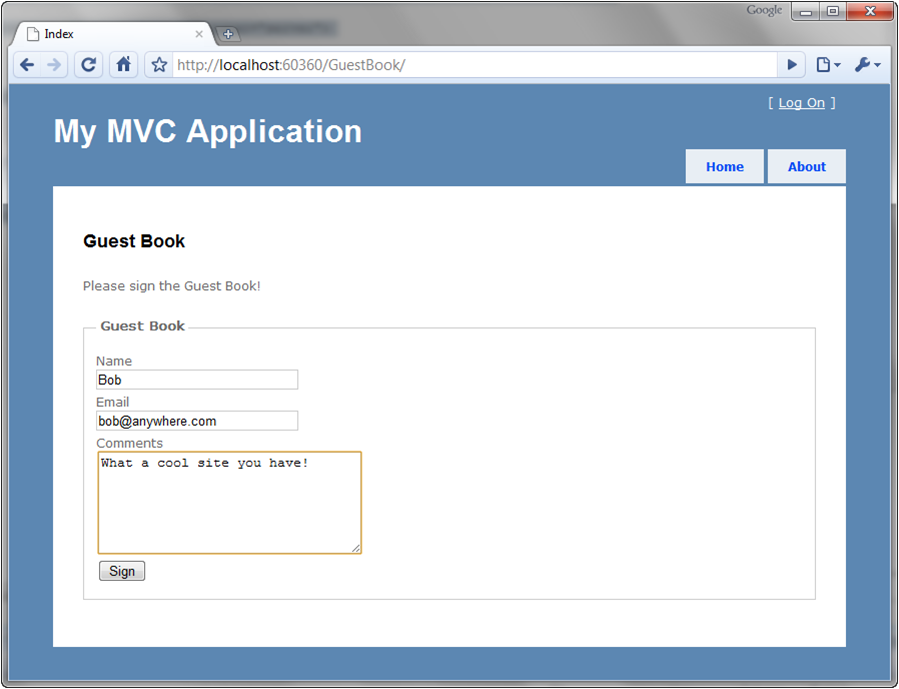 Google
Index
http://localhost:60360/GuestBook/
[ Log On ]
My MVC Application
Home About
Guest Book
Please sign the Guest Book!
Guest Book
Name
Bob
Email
bob@anywhere.com
Comments
What a cool site you have!
Sign